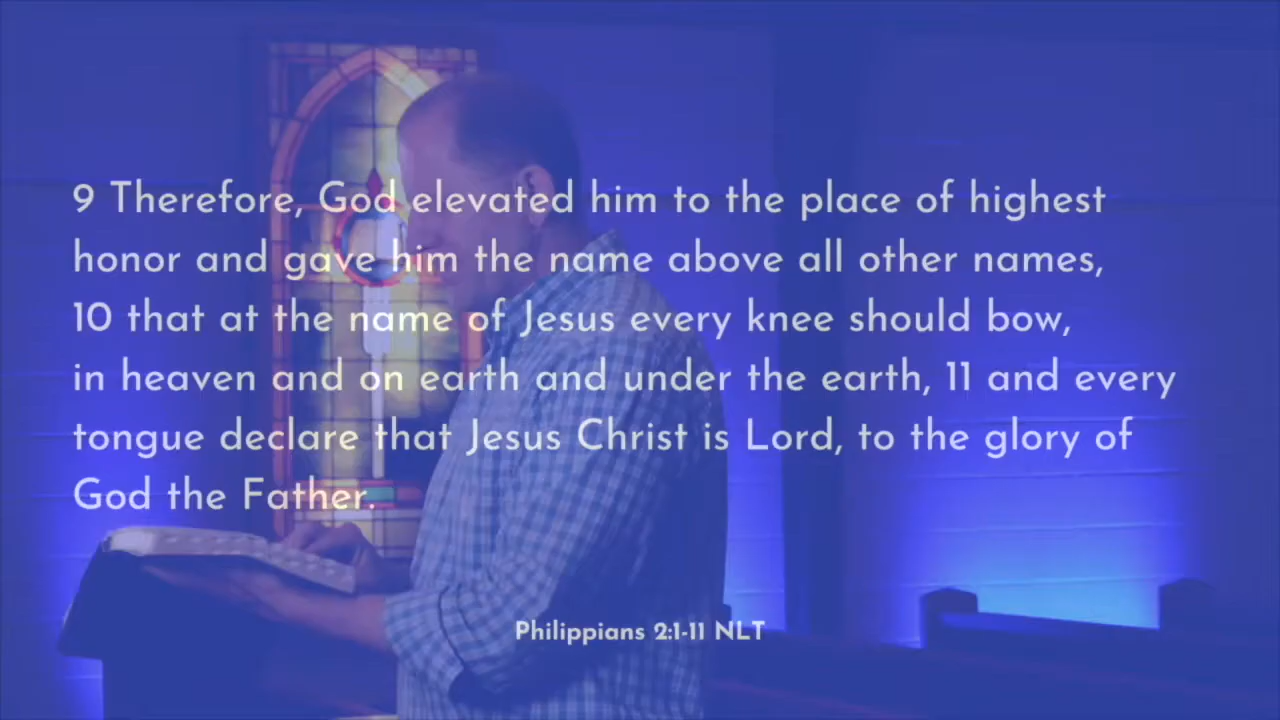 9 Therefore, God elevated him to the place of highest
honor and gave him the name above all other names,
10 that at the name of Jesus every knee should bow,
in heaven and on earth and under the earth, 11 and every
tongue declare that Jesus Christ is Lord, to the glory of
God the Father.
Philippians 2:1-11 NLT